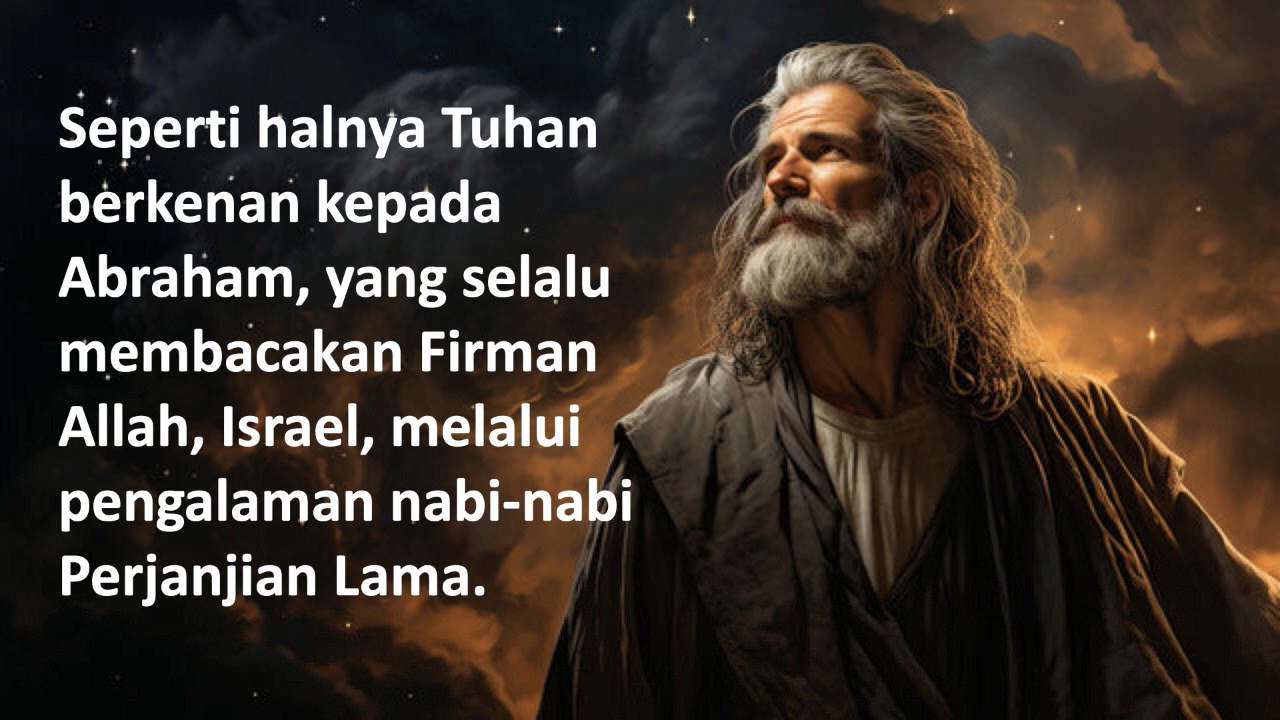 Seperti halnya Tuhan
berkenan kepada
Abraham, yang selalu
membacakan Firman
Allah, Israel, melalui
pengalaman nabi-nabi
Perjanjian Lama.